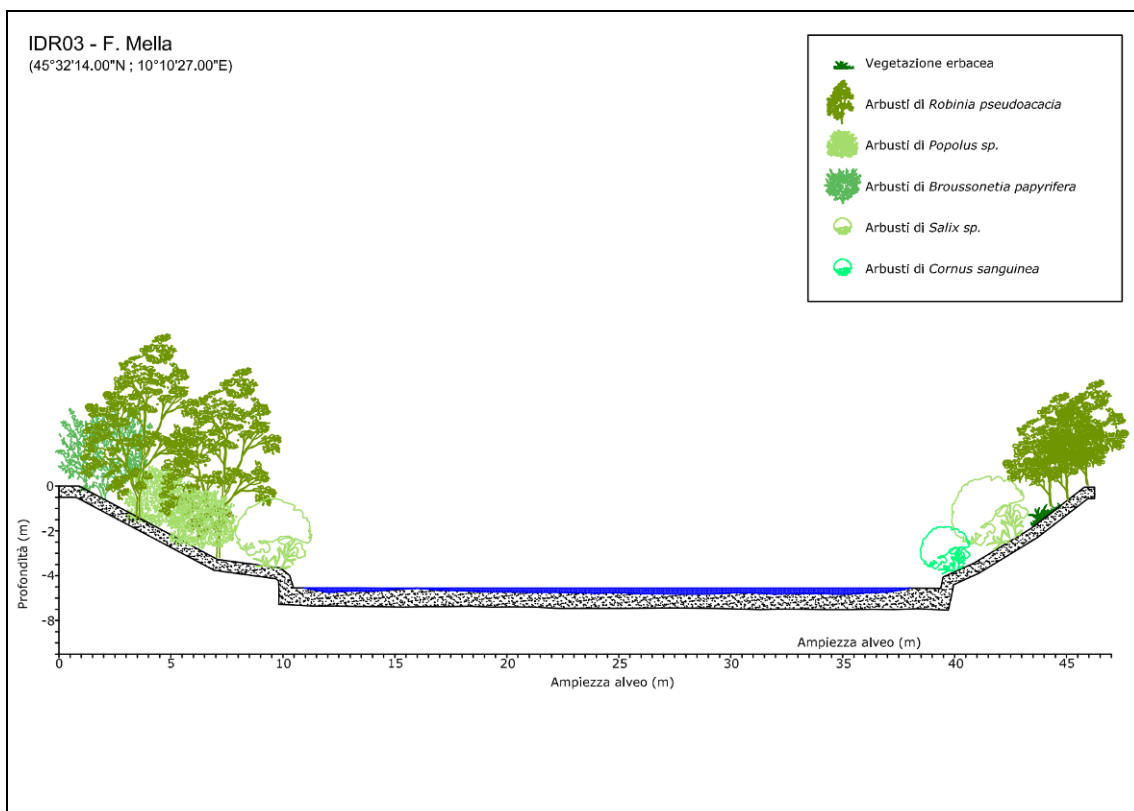 IDR03 - F. Mella
(45°32'14.00"N ; 10°10'27.00"E)
Vegetazione erbacea
Arbusti di Robinia pseudoacacia
Arbusti di Popolus sp.
Arbusti di Broussonetia papyrifera
Arbusti di Salix sp.
Arbusti di Cornus sanguinea
Profondità (m)
0
-2
-4
-8
Ampiezza alveo (m)
0 5 10 15 20 25 30 35 40 45
Ampiezza alveo (m)